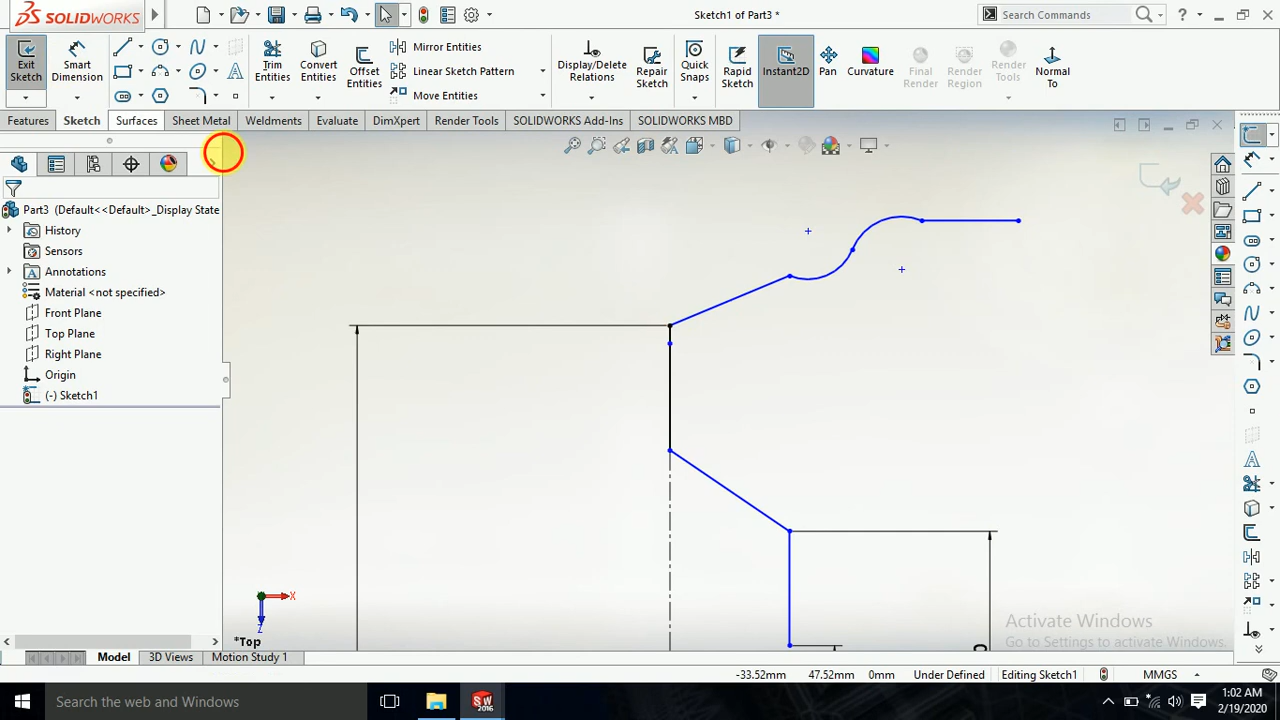 SOLIDWORKS
Sketch1 of Part3 *
Search Commands
Exit Sketch
Smart Dimension
Trim Entities
Convert Entities
Offset Entities
Mirror Entities
Linear Sketch Pattern
Move Entities
Display/Delete Relations
Repair Sketch
Quick Snaps
Rapid Sketch
Instant2D
Pan
Curvature
Final Render
Render Region
Render Tools
Normal To
Features
Sketch
Surfaces
Sheet Metal
Weldments
Evaluate
DimXpert
Render Tools
SOLIDWORKS Add-Ins
SOLIDWORKS MBD
Part3 (Default<<Default>_Display State
History
Sensors
Annotations
Material <not specified>
Front Plane
Top Plane
Right Plane
Origin
(-) Sketch1
X
Z
*Top
Activate Windows
Go to Settings to activate Windows.
Model
3D Views
Motion Study 1
-33.52mm
47.52mm
0mm
Under Defined
Editing Sketch1
MMGS
Search the web and Windows
SW
2016
1:02 AM
2/19/2020